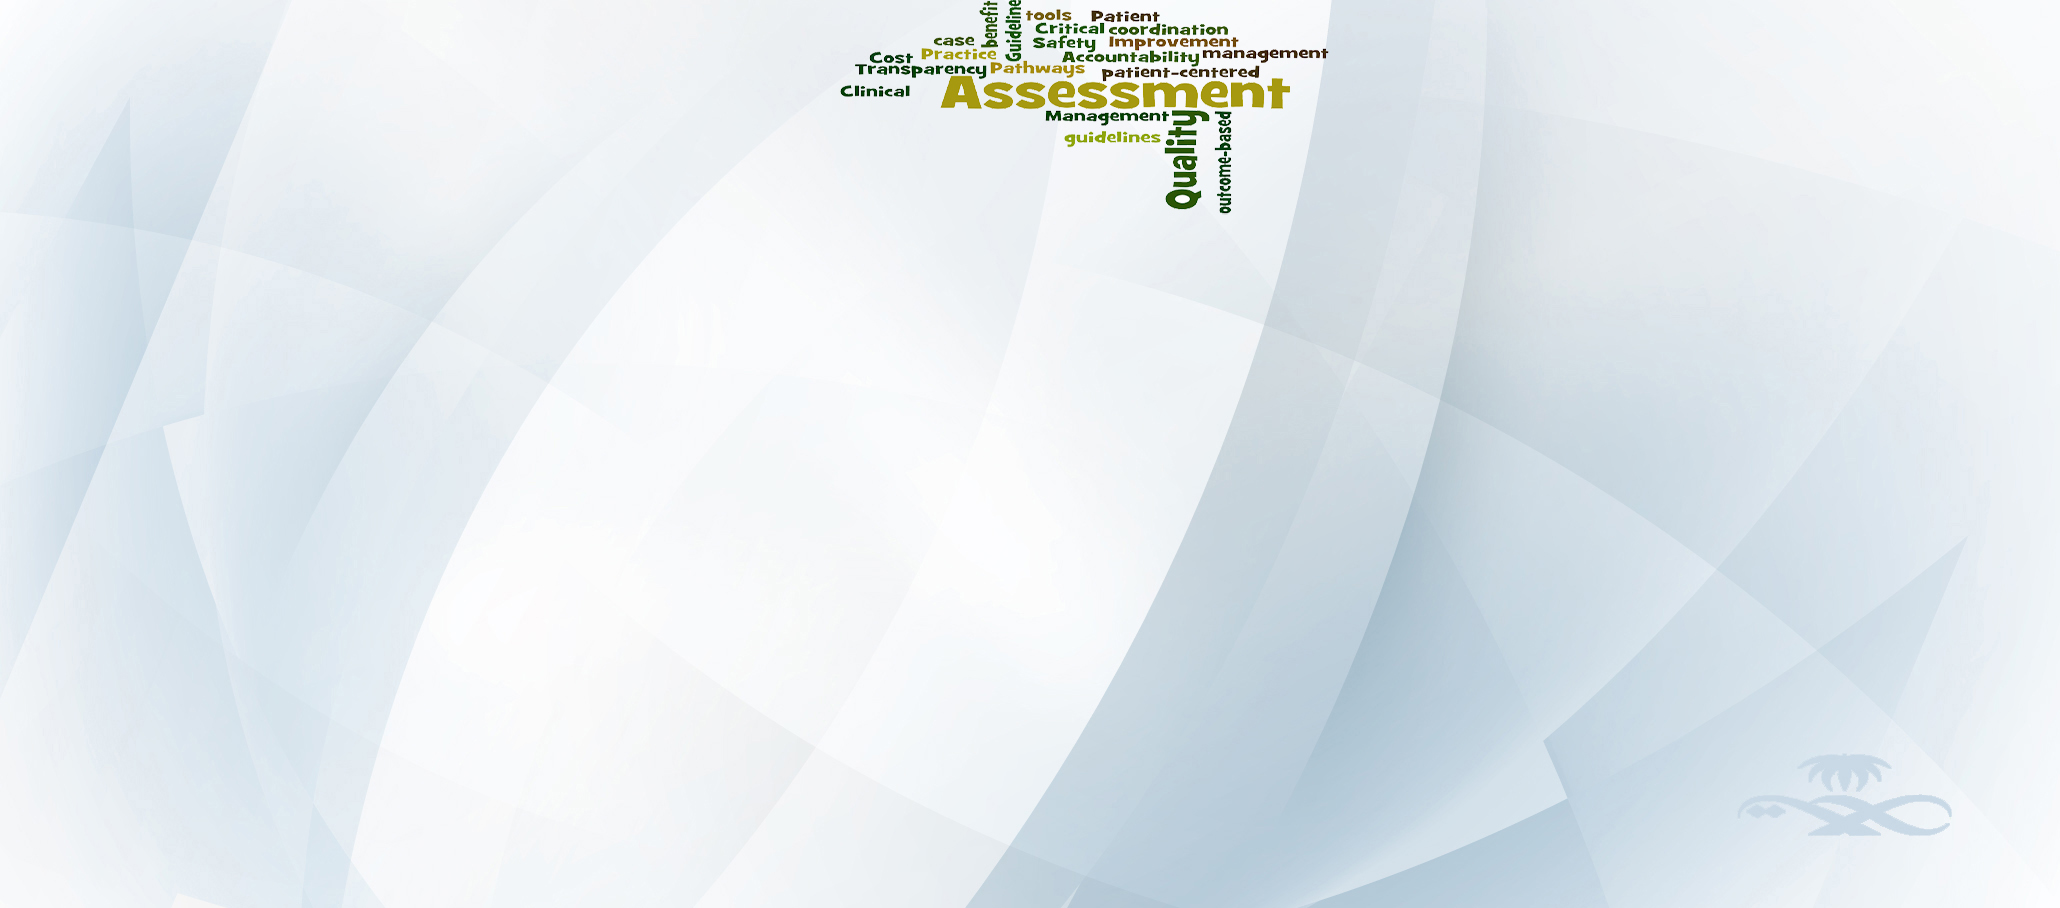 benefit
Guideline
tools
Patient
Critical
coordination
case
Safety
Improvement
Cost
Practice
Accountability
management
Transparency
Pathways
patient-centered
Clinical
Assessment
Management
guidelines
Quality
outcome-based